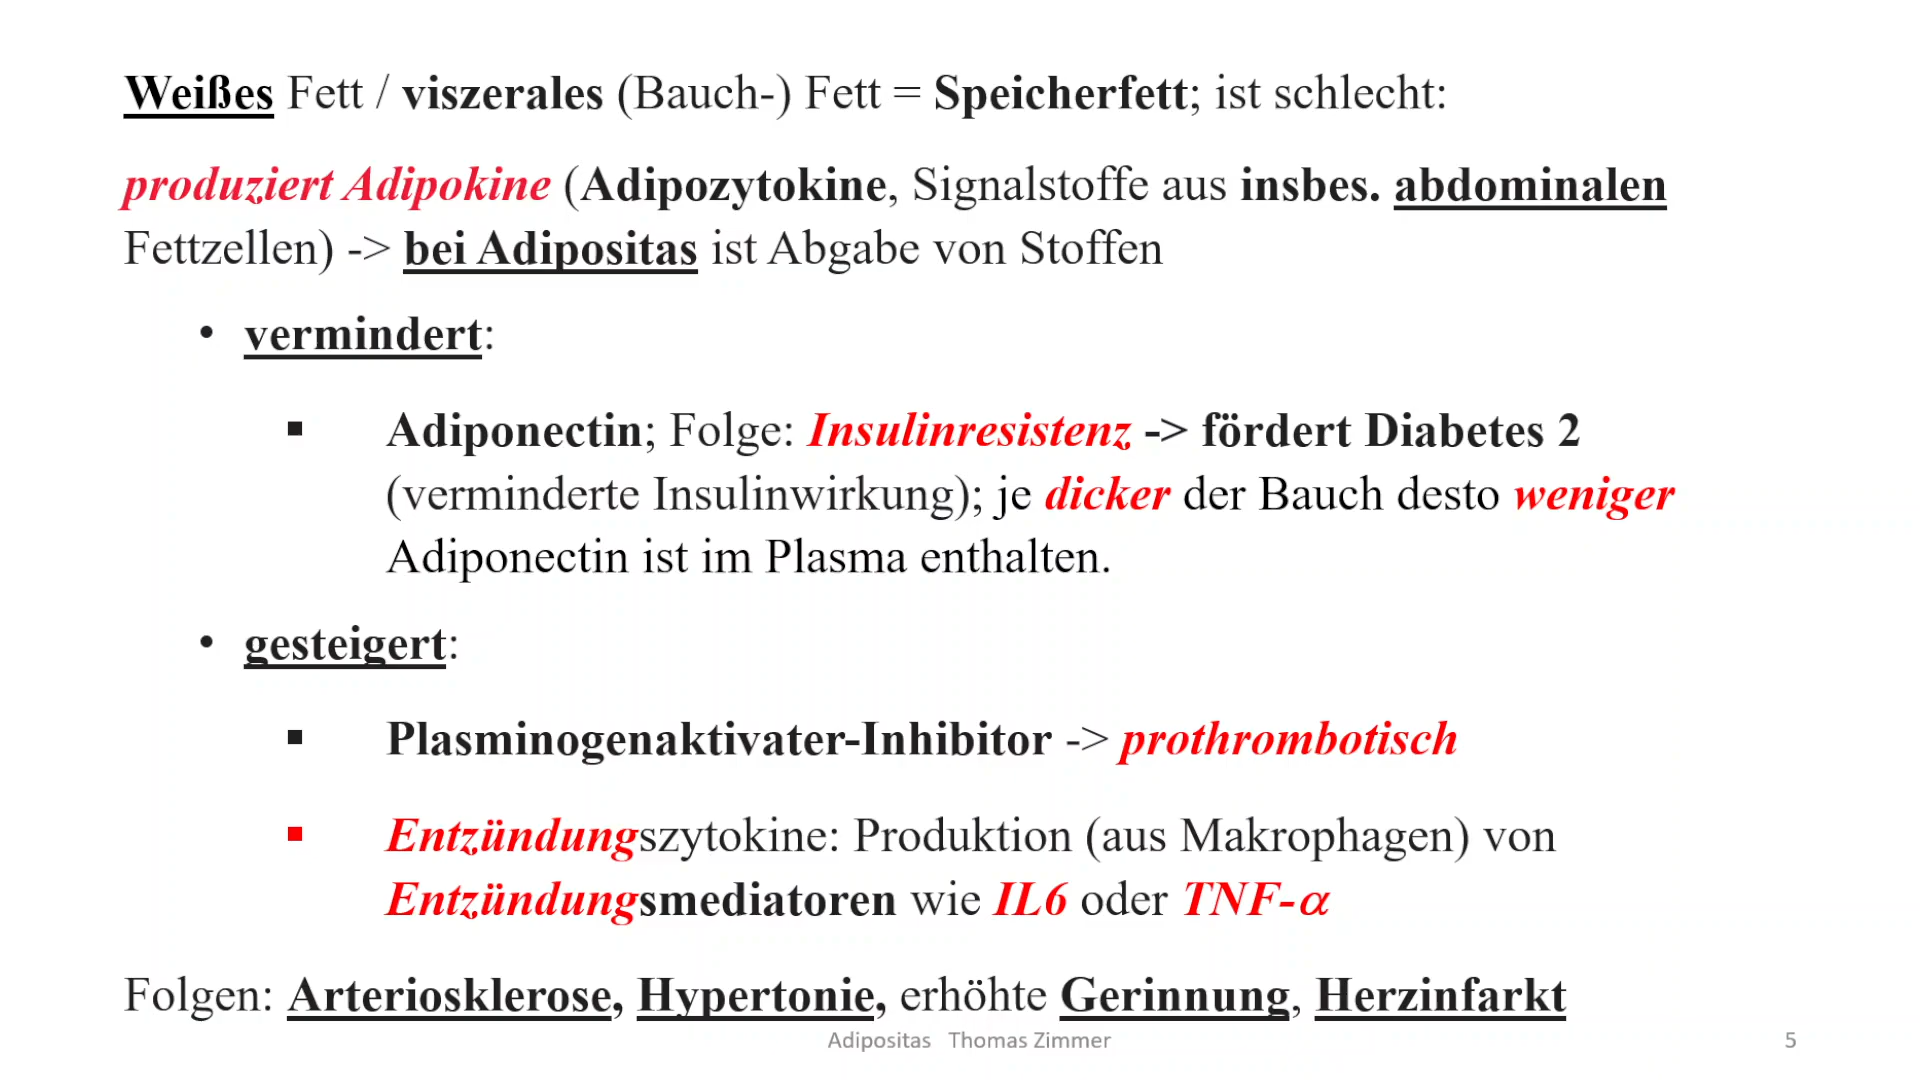 Weißes Fett / viszerales (Bauch-) Fett = Speicherfett; ist schlecht:
produziert Adipokine (Adipozytokine, Signalstoffe aus insbes. abdominalen
Fettzellen) -> bei Adipositas ist Abgabe von Stoffen
• vermindert:
▪ Adiponectin; Folge: Insulinresistenz -> fördert Diabetes 2
(verminderte Insulinwirkung); je dicker der Bauch desto weniger
Adiponectin ist im Plasma enthalten.
• gesteigert:
▪ Plasminogenaktivater-Inhibitor -> prothrombotisch
▪ Entzündungszytokine: Produktion (aus Makrophagen) von
Entzündungsmediatoren wie IL6 oder TNF-α
Folgen: Arteriosklerose, Hypertonie, erhöhte Gerinnung, Herzinfarkt
Adipositas Thomas Zimmer
5